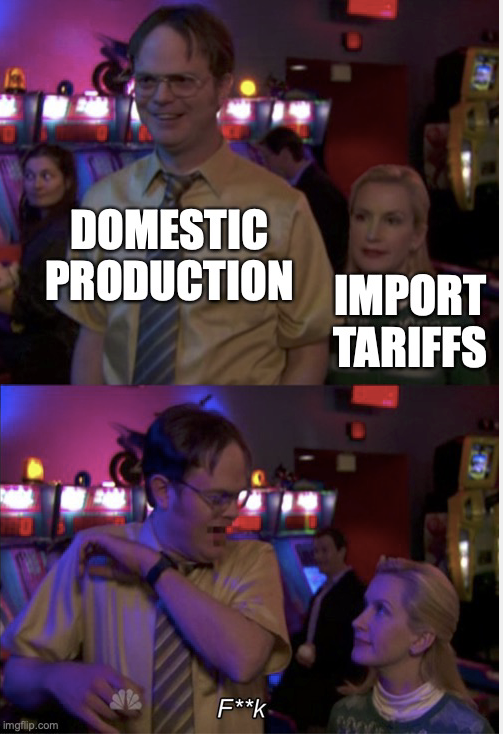 DOMESTIC
PRODUCTION
IMPORT
TARIFFS
F**k
imgflip.com